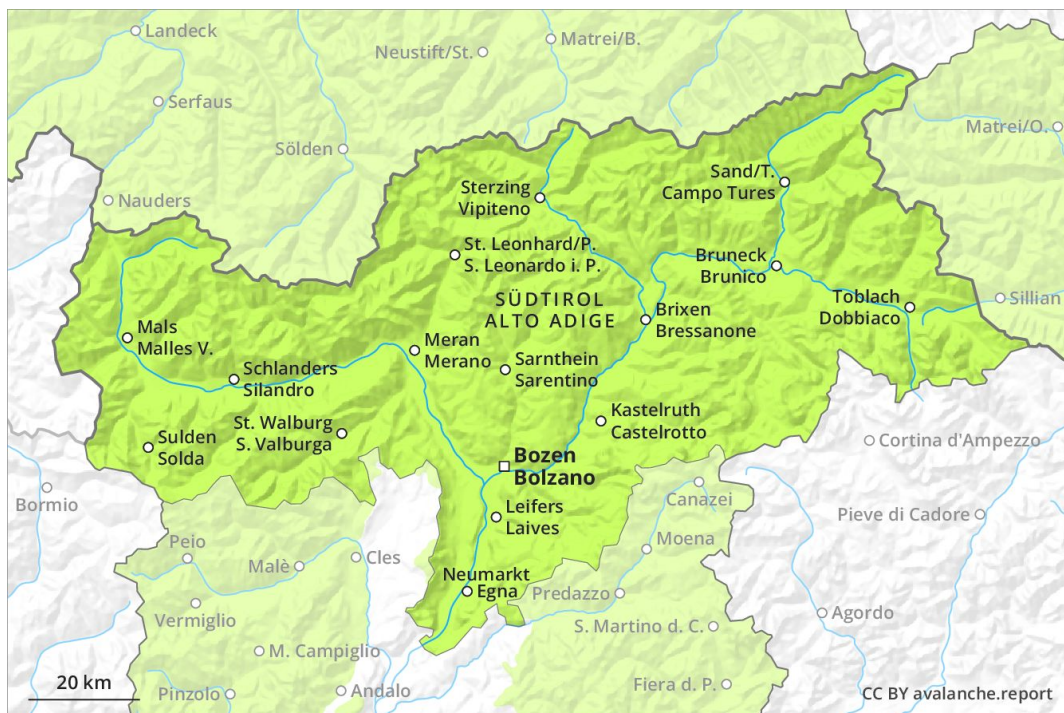 Landeck
Neustift/St.
Matrei/B.
Serfaus
Matrei/O.
Sölden
Sand/T.
Campo Tures
Sterzing
Vipiteno
Nauders
St. Leonhard/P.
S. Leonardo i. P.
Bruneck
Brunico
SÜDTIROL
ALTO ADIGE
Toblach
Dobbiaco
Sillian
Brixen
Bressanone
Mals
Malles V.
Meran
Merano
Sarnthein
Sarentino
Schlanders
Silandro
St. Walburg
S. Valburga
Kastelruth
Castelrotto
Sulden
Solda
Cortina d'Ampezzo
Bozen
Bolzano
Bormio
Canazei
Leifers
Laives
Pieve di Cadore
Peio
Malè
Cles
Moena
Neumarkt
Egna
Predazzo
Vermiglio
Agordo
S. Martino d. C.
M. Campiglio
20 km
Pinzolo
Andalo
Fiera d. P.
CC BY avalanche.report